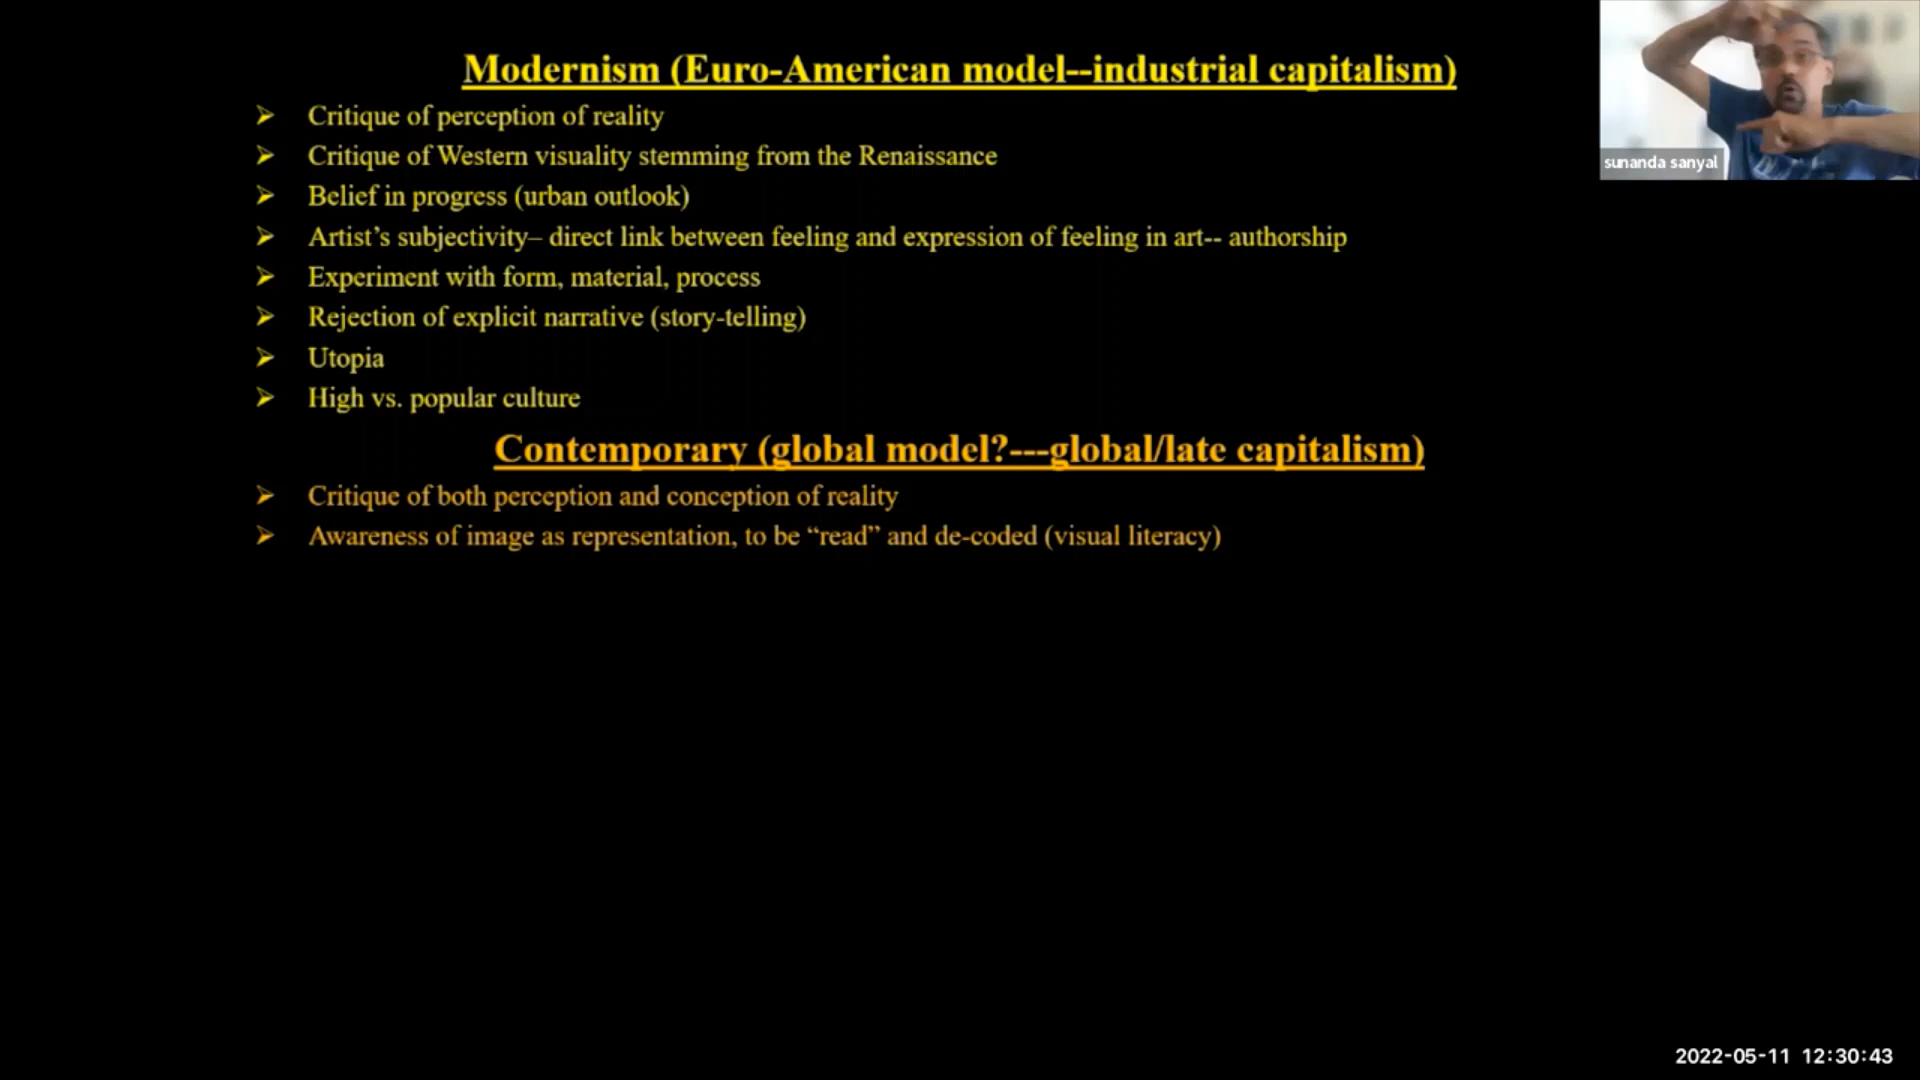 Modernism (Euro-American model--industrial capitalism)
➢ Critique of perception of reality
➢ Critique of Western visuality stemming from the Renaissance
➢ Belief in progress (urban outlook)
➢ Artist’s subjectivity– direct link between feeling and expression of feeling in art-- authorship
➢ Experiment with form, material, process
➢ Rejection of explicit narrative (story-telling)
➢ Utopia
➢ High vs. popular culture
Contemporary (global model?---global/late capitalism)
➢ Critique of both perception and conception of reality
➢ Awareness of image as representation, to be “read” and de-coded (visual literacy)
sunanda sanyal
2022-05-11 12:30:43